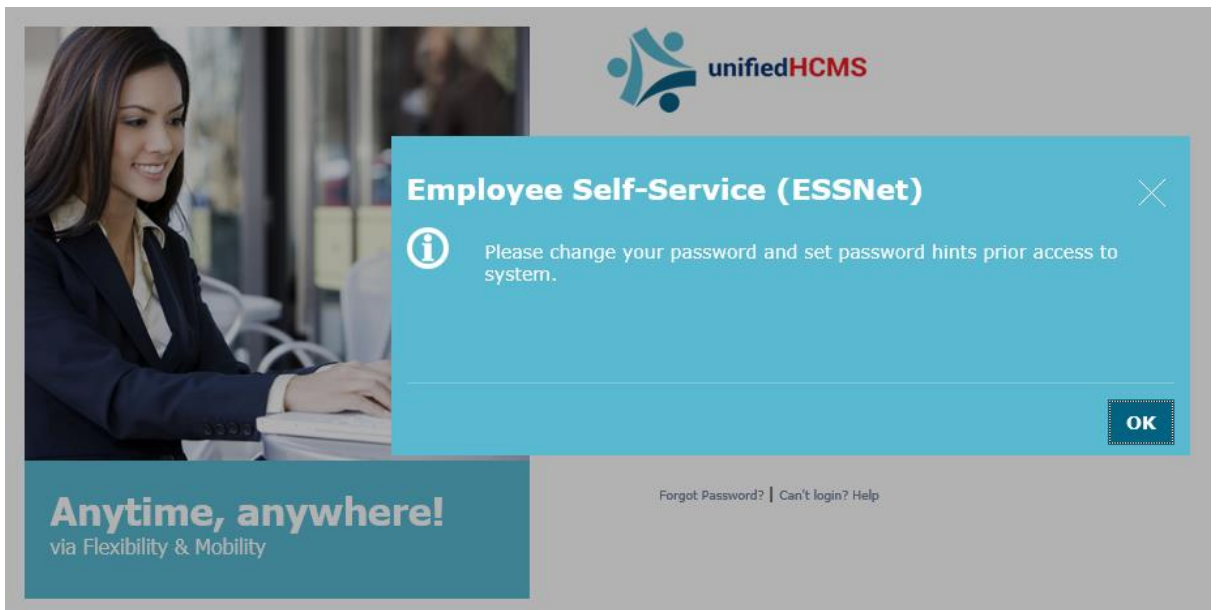 unifiedHCMS
Employee Self-Service (ESSNet)
Please change your password and set password hints prior access to
system.
OK
Forgot Password? | Can't login? Help
Anytime, anywhere!
via Flexibility & Mobility